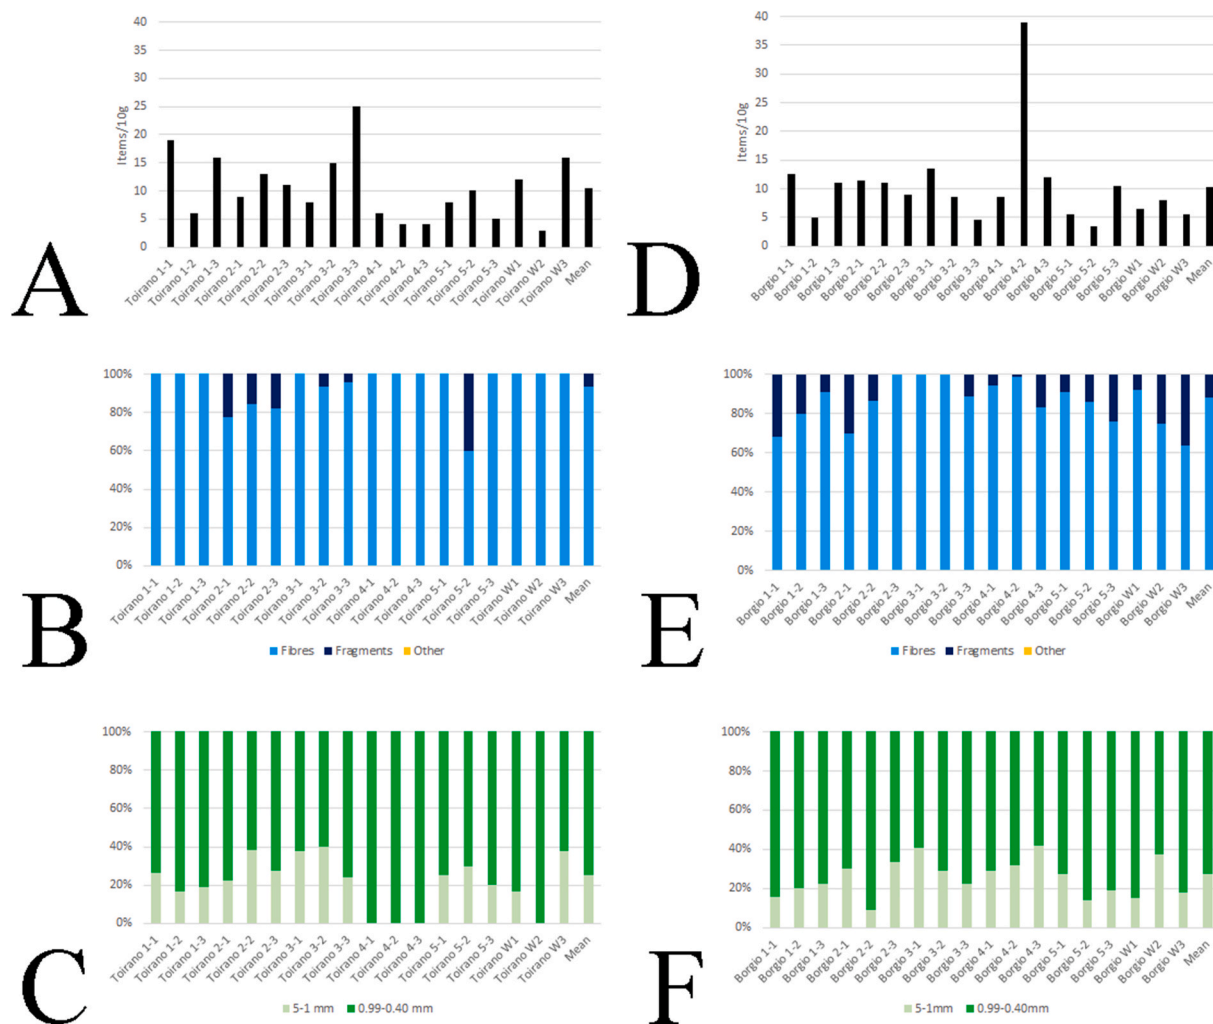 A
Items/10g
40
35
30
25
20
15
10
5
0
Toirano 1-1
Toirano 1-2
Toirano 1-3
Toirano 2-1
Toirano 2-2
Toirano 2-3
Toirano 3-1
Toirano 3-2
Toirano 3-3
Toirano 4-1
Toirano 4-2
Toirano 4-3
Toirano 5-1
Toirano 5-2
Toirano 5-3
Toirano W1
Toirano W2
Toirano W3
Mean
D
Items/10g
40
35
30
25
20
15
10
5
0
Borgio 1-1
Borgio 1-2
Borgio 1-3
Borgio 2-1
Borgio 2-2
Borgio 2-3
Borgio 3-1
Borgio 3-2
Borgio 3-3
Borgio 4-1
Borgio 4-2
Borgio 4-3
Borgio 5-1
Borgio 5-2
Borgio 5-3
Borgio W1
Borgio W2
Borgio W3
Mean
B
100%
80%
60%
40%
20%
0%
Toirano 1-1
Toirano 1-2
Toirano 1-3
Toirano 2-1
Toirano 2-2
Toirano 2-3
Toirano 3-1
Toirano 3-2
Toirano 3-3
Toirano 4-1
Toirano 4-2
Toirano 4-3
Toirano 5-1
Toirano 5-2
Toirano 5-3
Toirano W1
Toirano W2
Toirano W3
Mean
Fibres Fragments Other
E
100%
80%
60%
40%
20%
0%
Borgio 1-1
Borgio 1-2
Borgio 1-3
Borgio 2-1
Borgio 2-2
Borgio 2-3
Borgio 3-1
Borgio 3-2
Borgio 3-3
Borgio 4-1
Borgio 4-2
Borgio 4-3
Borgio 5-1
Borgio 5-2
Borgio 5-3
Borgio W1
Borgio W2
Borgio W3
Mean
Fibres Fragments Other
C
100%
80%
60%
40%
20%
0%
Toirano 1-1
Toirano 1-2
Toirano 1-3
Toirano 2-1
Toirano 2-2
Toirano 2-3
Toirano 3-1
Toirano 3-2
Toirano 3-3
Toirano 4-1
Toirano 4-2
Toirano 4-3
Toirano 5-1
Toirano 5-2
Toirano 5-3
Toirano W1
Toirano W2
Toirano W3
Mean
5-1 mm 0.99-0.40 mm
F
100%
80%
60%
40%
20%
0%
Borgio 1-1
Borgio 1-2
Borgio 1-3
Borgio 2-1
Borgio 2-2
Borgio 2-3
Borgio 3-1
Borgio 3-2
Borgio 3-3
Borgio 4-1
Borgio 4-2
Borgio 4-3
Borgio 5-1
Borgio 5-2
Borgio 5-3
Borgio W1
Borgio W2
Borgio W3
Mean
5-1mm 0.99-0.40mm